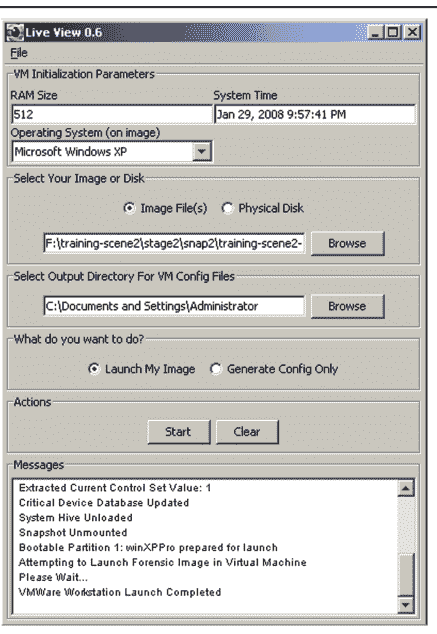 Live View 0.6
File
VM Initialization Parameters
RAM Size System Time
512 Jan 29, 2008 9:57:41 PM
Operating System (on image)
Microsoft Windows XP
Select Your Image or Disk
Image File(s) Physical Disk
F:\training-scene2\stage2\snap2\training-scene2- Browse
Select Output Directory For VM Config Files
C:\Documents and Settings\Administrator Browse
What do you want to do?
Launch My Image Generate Config Only
Actions
Start Clear
Messages
Extracted Current Control Set Value: 1
Critical Device Database Updated
System Hive Unloaded
Snapshot Unmounted
Bootable Partition 1: winXPPro prepared for launch
Attempting to Launch Forensic Image in Virtual Machine
Please Wait...
VMWare Workstation Launch Completed